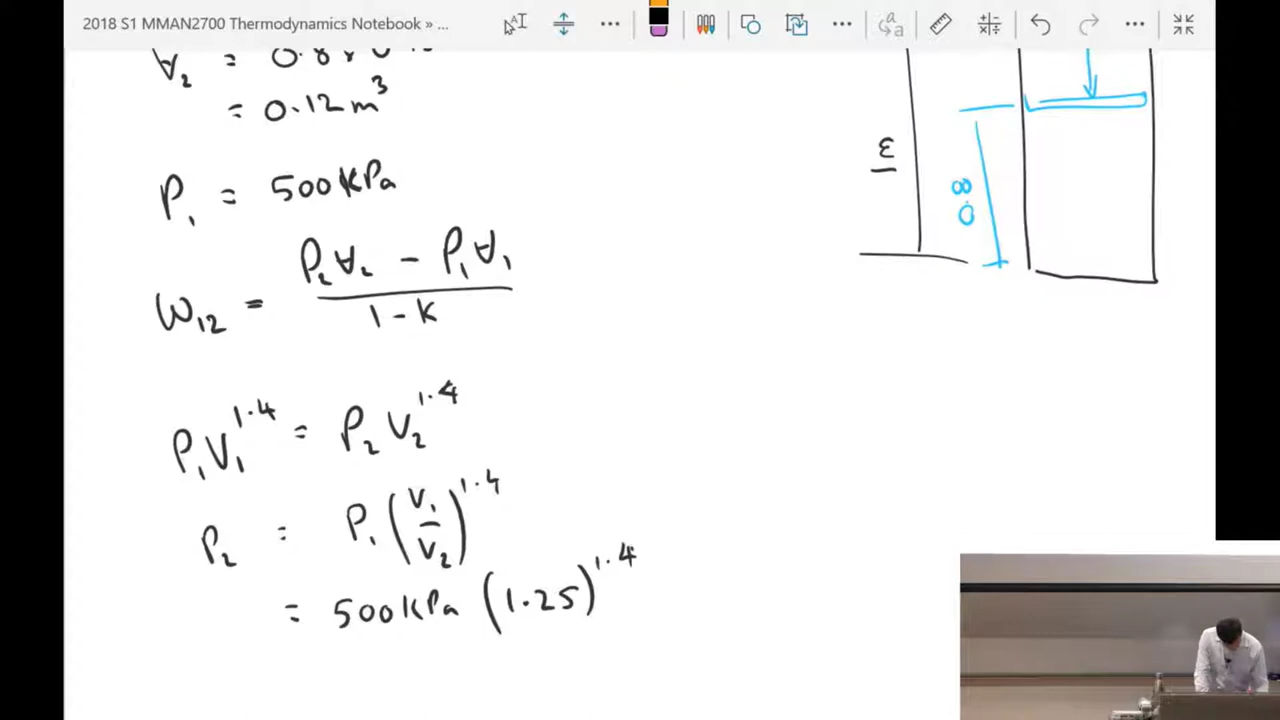 2018 S1 MMAN2700 Thermodynamics Notebook » ...
∀₂ = 0.8 x 0.15
= 0.12 m³
P₁ = 500 kPa
W₁₂ = (P₂∀₂ - P₁∀₁) / (1 - k)
P₁V₁^1.4 = P₂V₂^1.4
P₂ = P₁ (V₁/V₂)^1.4
= 500 kPa (1.25)^1.4
ε
0.8